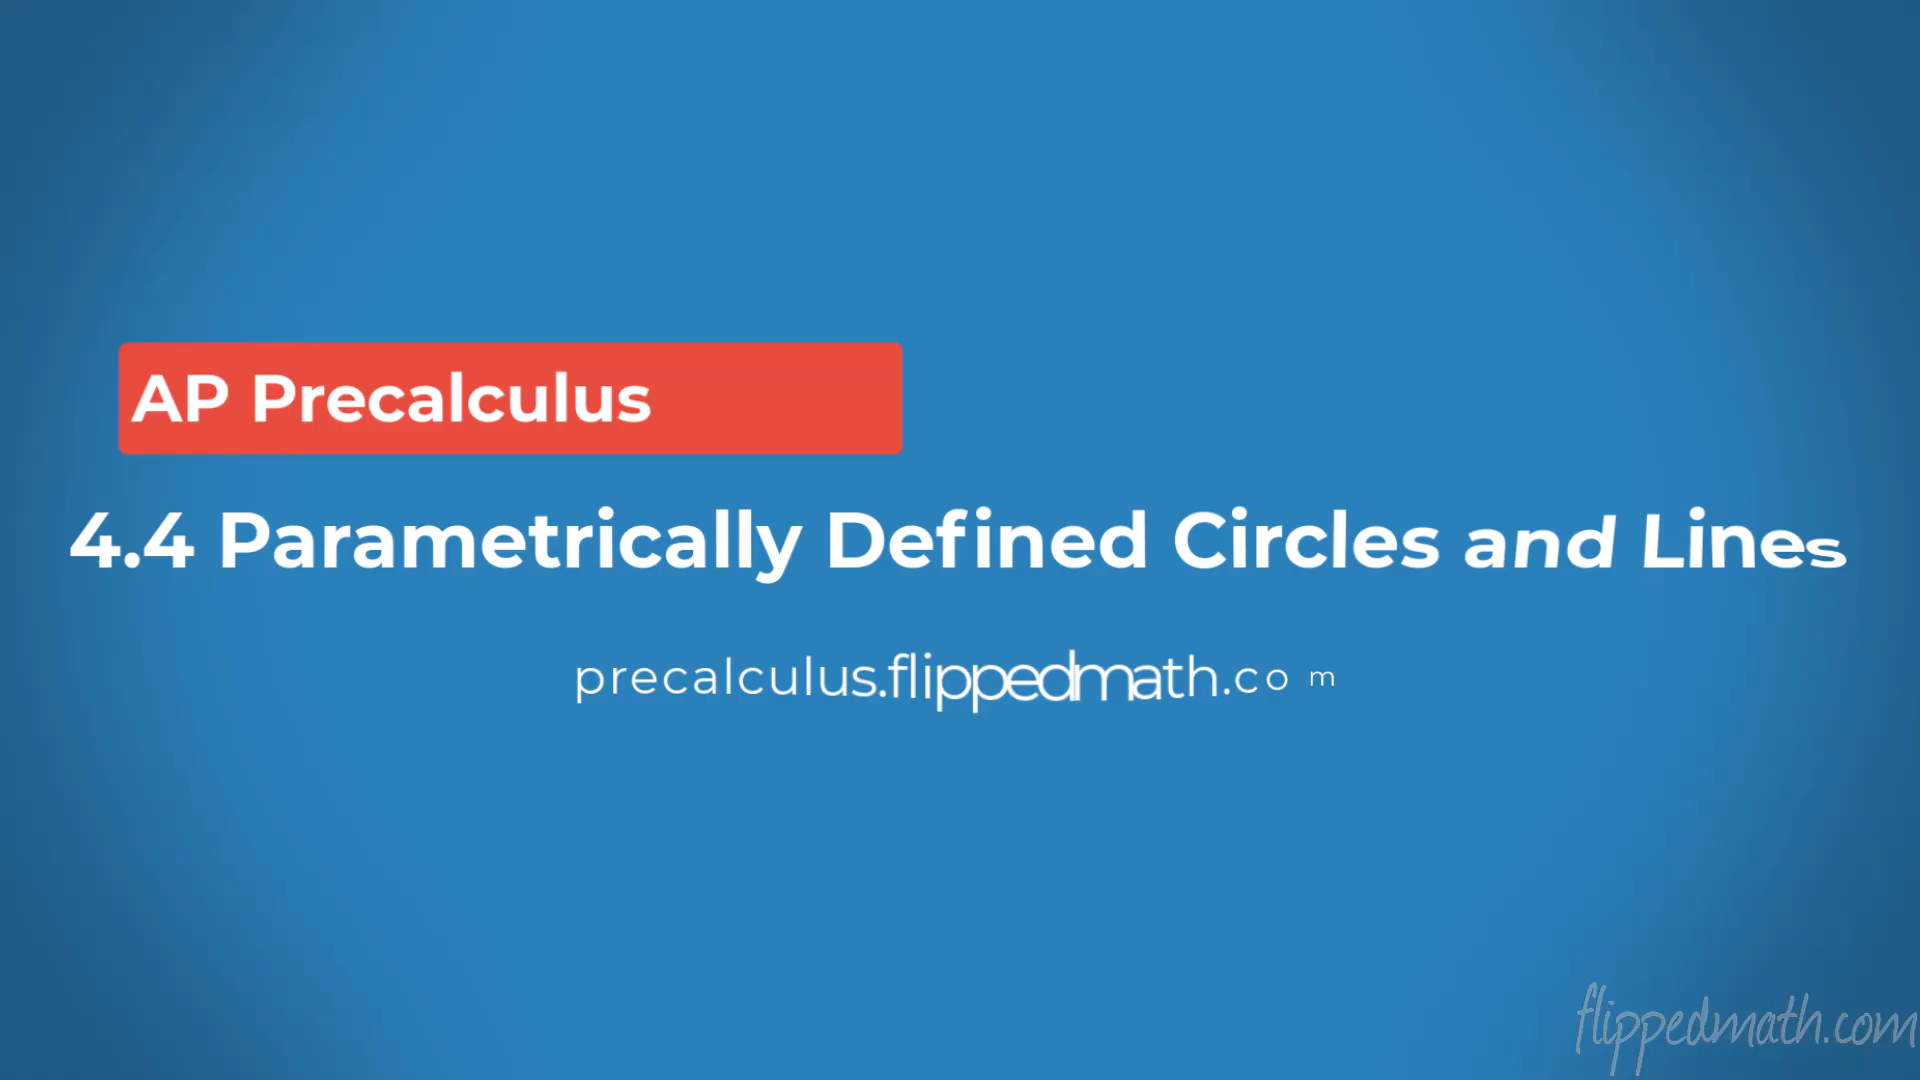 AP Precalculus
4.4 Parametrically Defined Circles and Lines
precalculus.flippedmath.com
flippedmath.com